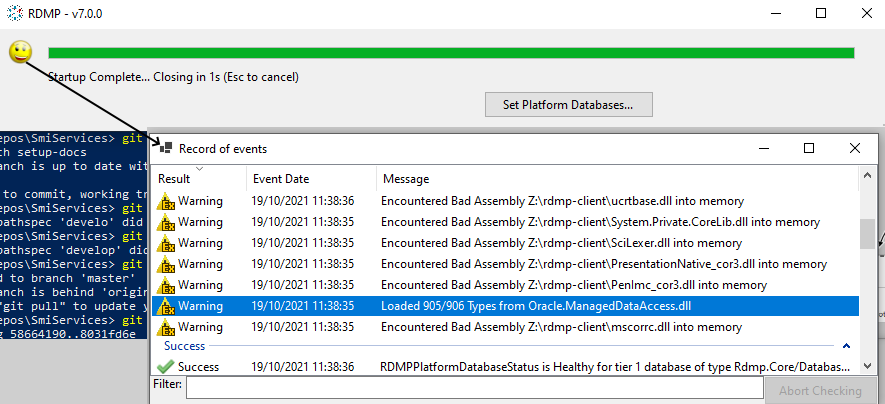 RDMP - v7.0.0
Startup Complete... Closing in 1s (Esc to cancel)
Set Platform Databases...
epos\SmiServices> git
ch setup-docs
anch is up to date wit
to commit, working tr
epos\SmiServices> git
pathspec 'develo' did
epos\SmiServices> git
pathspec 'develop' did
epos\SmiServices> git
d to branch 'master'
anch is behind 'origin
"git pull" to update y
epos\SmiServices> git
g 58664190..8031fd6e
Record of events
Result Event Date Message
Warning 19/10/2021 11:38:36 Encountered Bad Assembly Z:\rdmp-client\ucrtbase.dll into memory
Warning 19/10/2021 11:38:35 Encountered Bad Assembly Z:\rdmp-client\System.Private.CoreLib.dll into memory
Warning 19/10/2021 11:38:35 Encountered Bad Assembly Z:\rdmp-client\SciLexer.dll into memory
Warning 19/10/2021 11:38:35 Encountered Bad Assembly Z:\rdmp-client\PresentationNative_cor3.dll into memory
Warning 19/10/2021 11:38:35 Encountered Bad Assembly Z:\rdmp-client\PenImc_cor3.dll into memory
Warning 19/10/2021 11:38:35 Loaded 905/906 Types from Oracle.ManagedDataAccess.dll
Warning 19/10/2021 11:38:35 Encountered Bad Assembly Z:\rdmp-client\mscorrc.dll into memory
Success
Success 19/10/2021 11:38:36 RDMPPlatformDatabaseStatus is Healthy for tier 1 database of type Rdmp.Core/Databas...
Filter:
Abort Checking